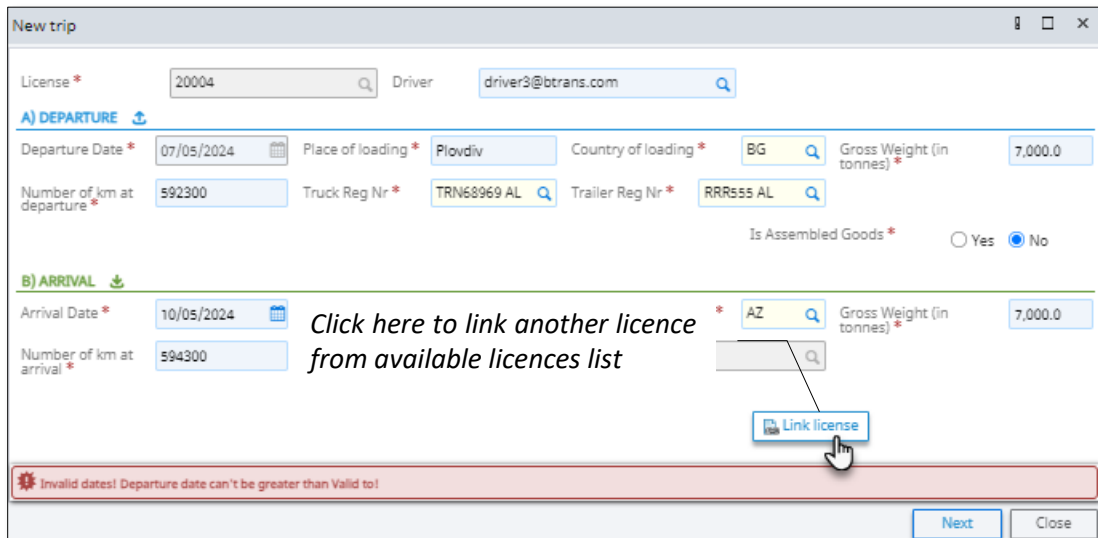 New trip
License * 20004 Driver driver3@btrans.com
A) DEPARTURE
Departure Date * 07/05/2024 Place of loading * Plovdiv Country of loading * BG Gross Weight (in tonnes) * 7,000.0
Number of km at departure * 592300 Truck Reg Nr * TRN68969 AL Trailer Reg Nr * RRR555 AL
Is Assembled Goods * Yes No
B) ARRIVAL
Arrival Date * 10/05/2024 * AZ Gross Weight (in tonnes) * 7,000.0
Click here to link another licence
from available licences list
Number of km at arrival * 594300
Link license
Invalid dates! Departure date can't be greater than Valid to!
Next Close